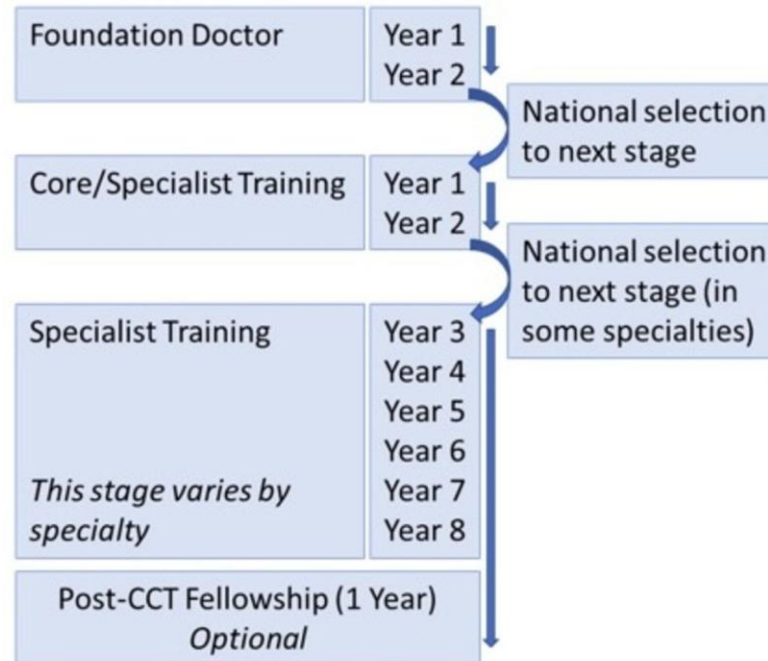 Foundation Doctor
Year 1
Year 2
National selection
to next stage
Core/Specialist Training
Year 1
Year 2
National selection
to next stage (in
some specialties)
Specialist Training
This stage varies by
specialty
Year 3
Year 4
Year 5
Year 6
Year 7
Year 8
Post-CCT Fellowship (1 Year)
Optional